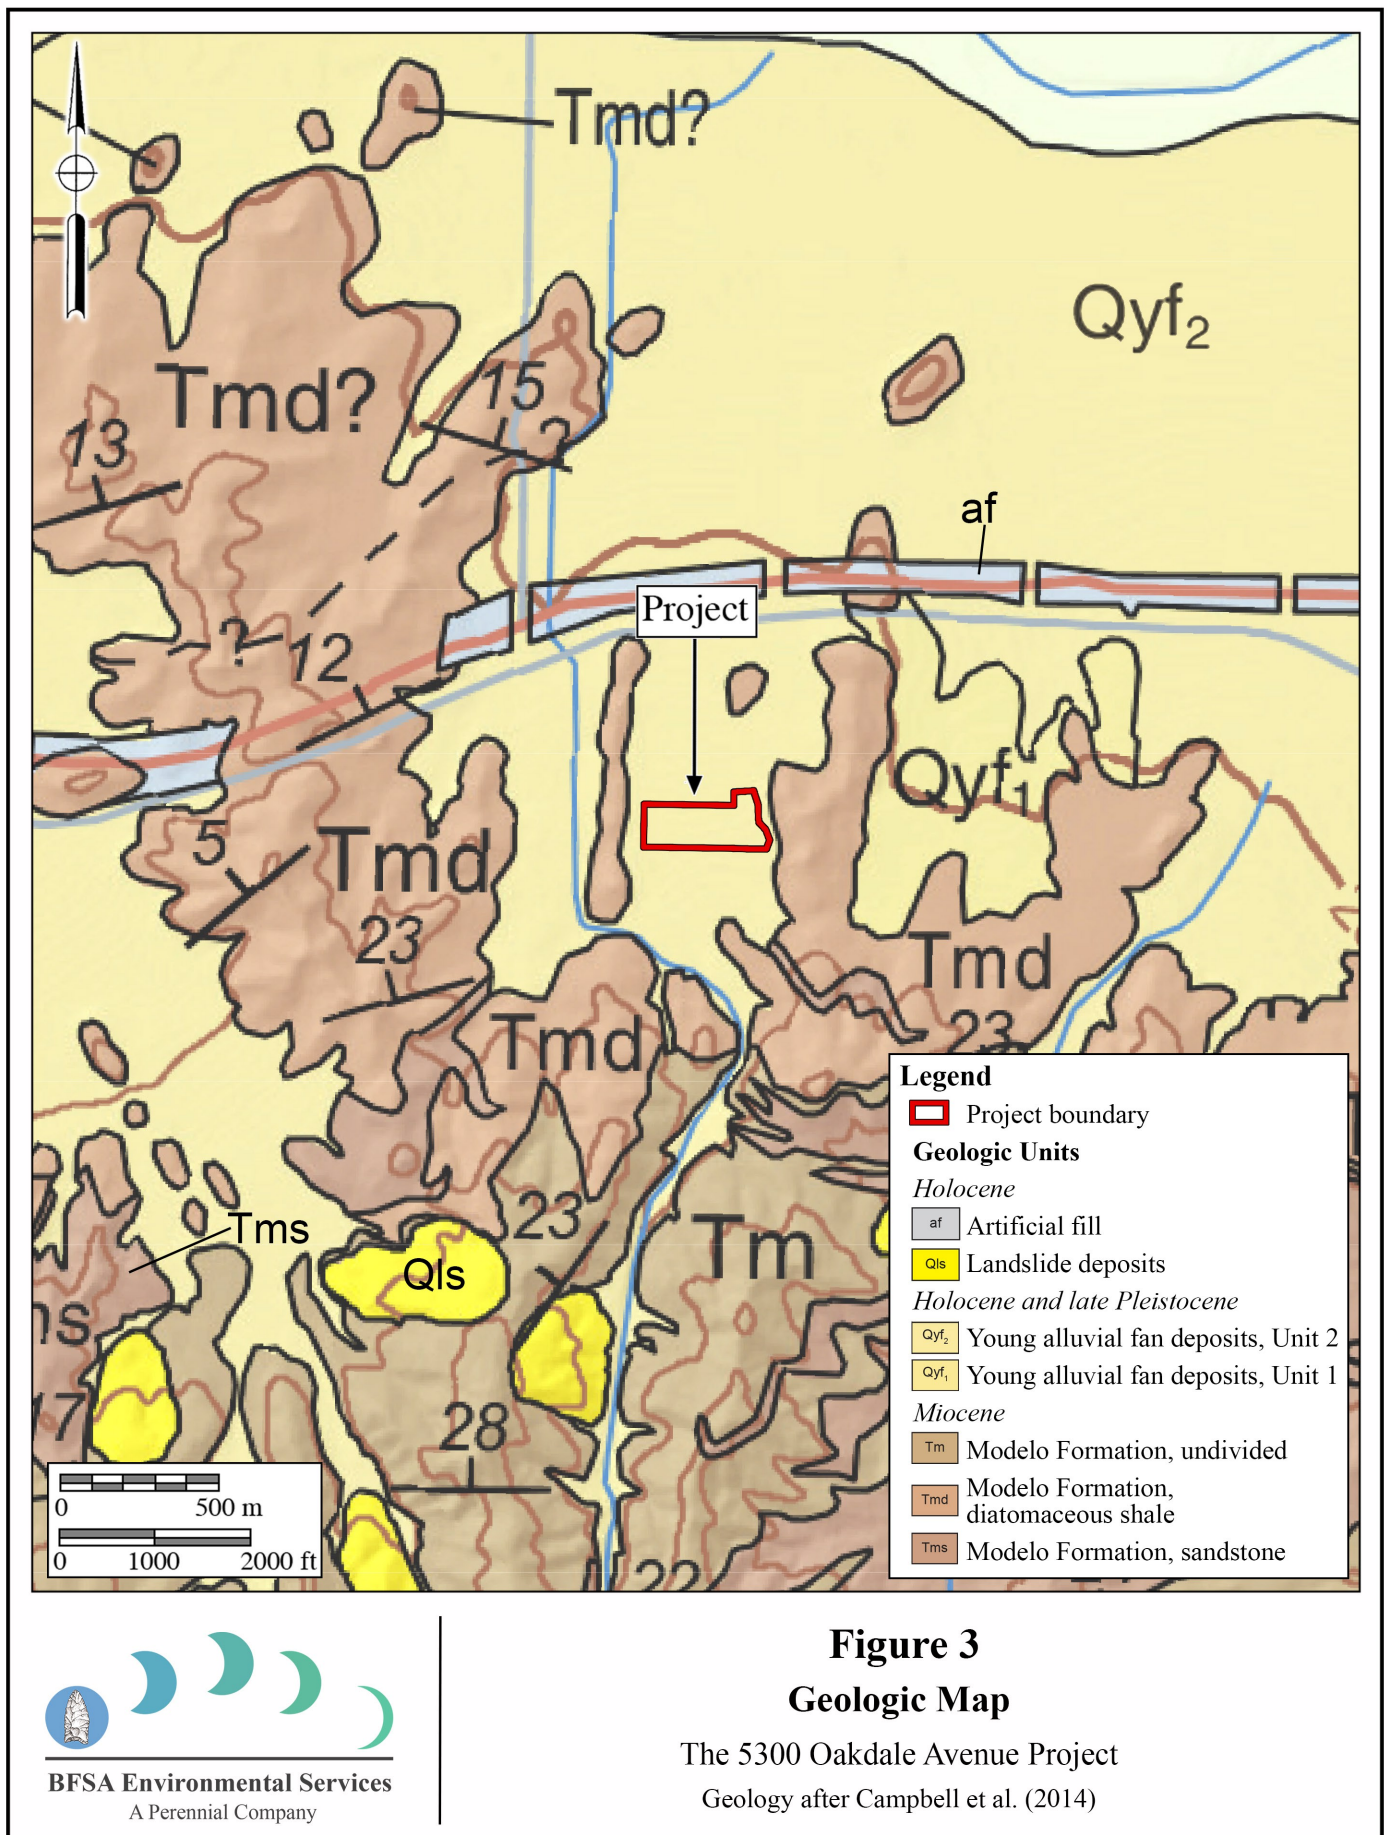 Tmd?
Qyf2
Tmd?
15
?
13
af
Project
?
12
Qyf1
5
Tmd
23
Tmd
Tmd
23
Tms
23
Tm
Qls
ms
17
28
22
Legend
Project boundary
Geologic Units
Holocene
af Artificial fill
Qls Landslide deposits
Holocene and late Pleistocene
Qyf2 Young alluvial fan deposits, Unit 2
Qyf1 Young alluvial fan deposits, Unit 1
Miocene
Tm Modelo Formation, undivided
Tmd Modelo Formation,
diatomaceous shale
Tms Modelo Formation, sandstone
0 500 m
0 1000 2000 ft
BFSA Environmental Services
A Perennial Company
Figure 3
Geologic Map
The 5300 Oakdale Avenue Project
Geology after Campbell et al. (2014)